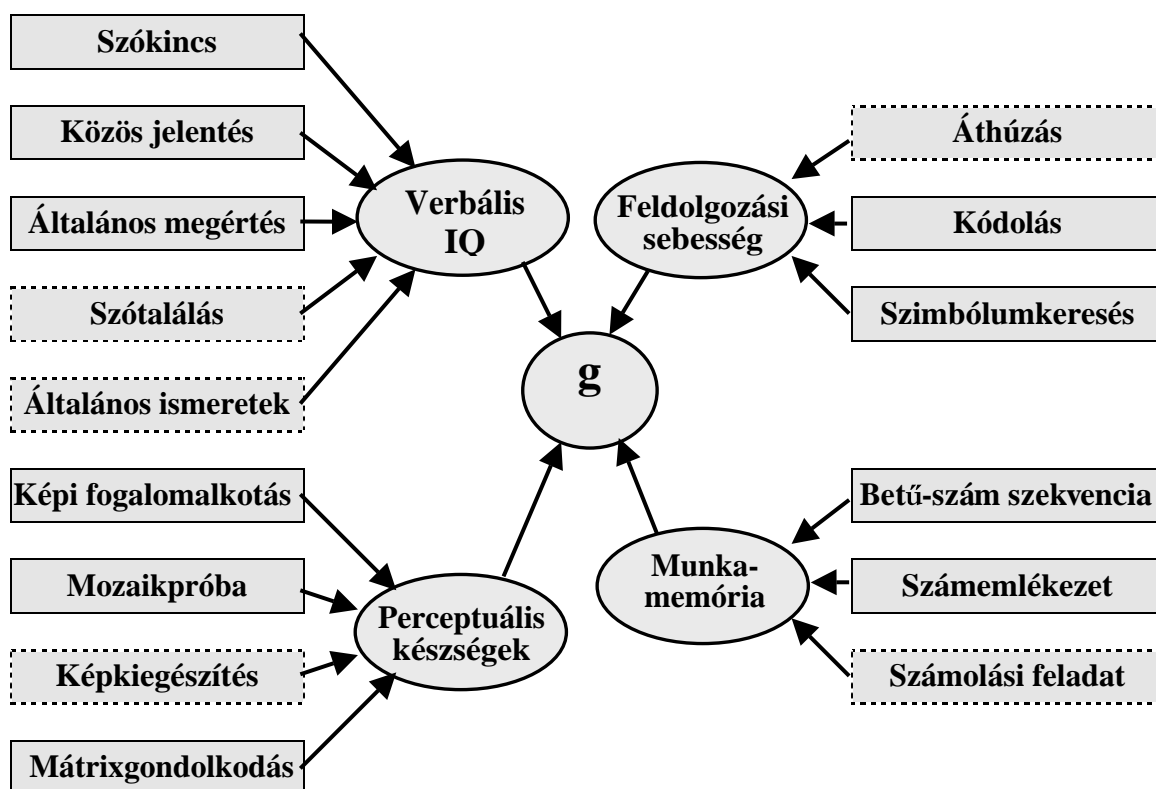 Szókincs
Közös jelentés
Általános megértés
Szótalálás
Általános ismeretek
Képi fogalomalkotás
Mozaikpróba
Képkiegészítés
Mátrixgondolkodás
Verbális
IQ
Perceptuális
készségek
g
Feldolgozási
sebesség
Munka-
memória
Áthúzás
Kódolás
Szimbólumkeresés
Betű-szám szekvencia
Számemlékezet
Számolási feladat